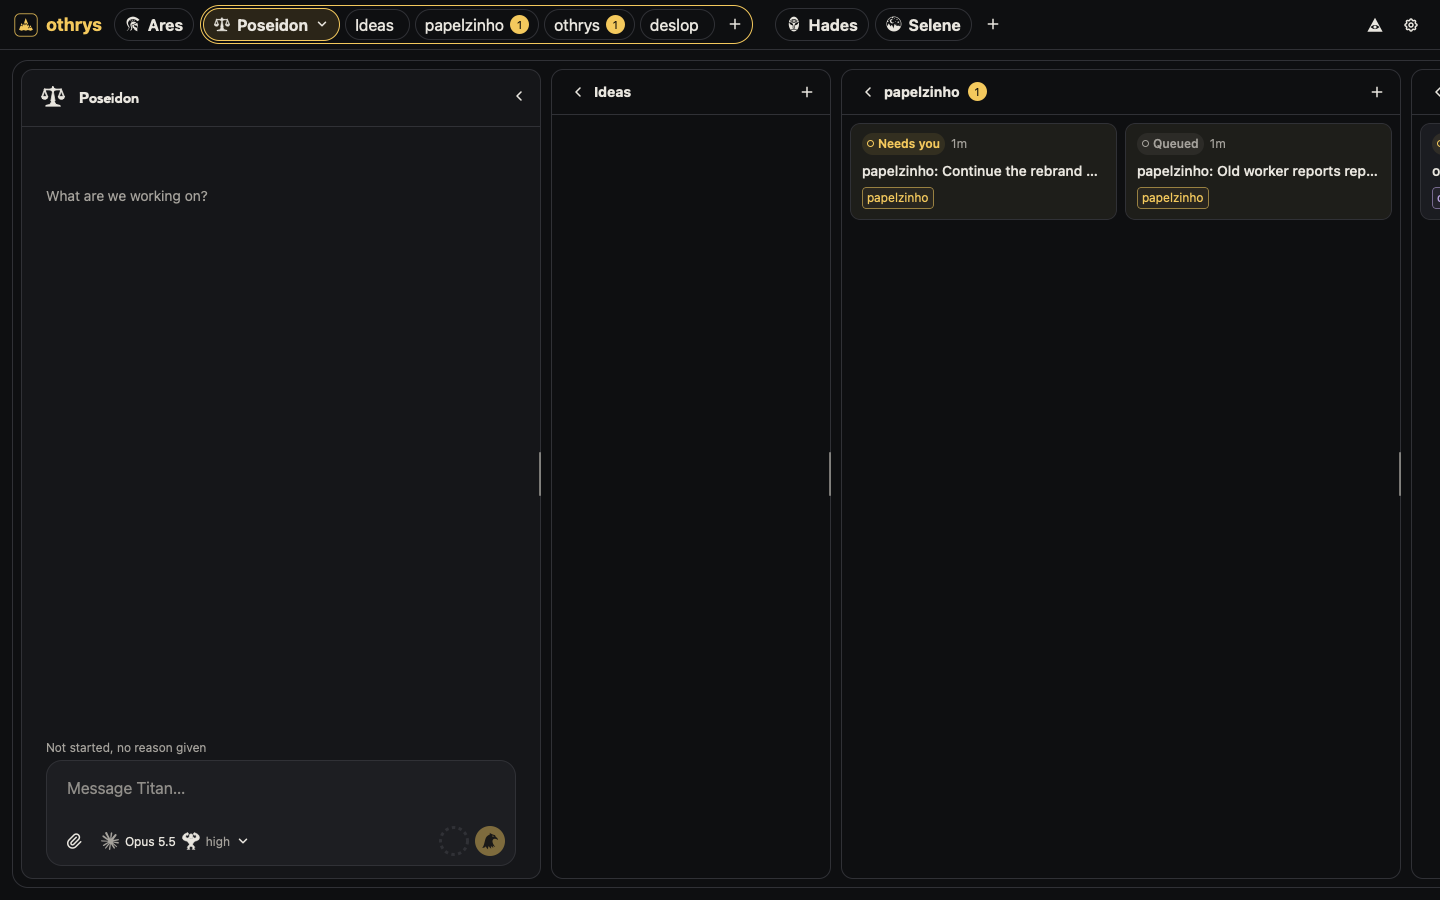 othrys
Ares
Poseidon
Ideas
papelzinho 1
othrys 1
deslop
Hades
Selene
Poseidon
What are we working on?
Not started, no reason given
Message Titan...
Opus 5.5 high
Ideas
papelzinho 1
Needs you 1m
papelzinho: Continue the rebrand ...
papelzinho
Queued 1m
papelzinho: Old worker reports rep...
papelzinho